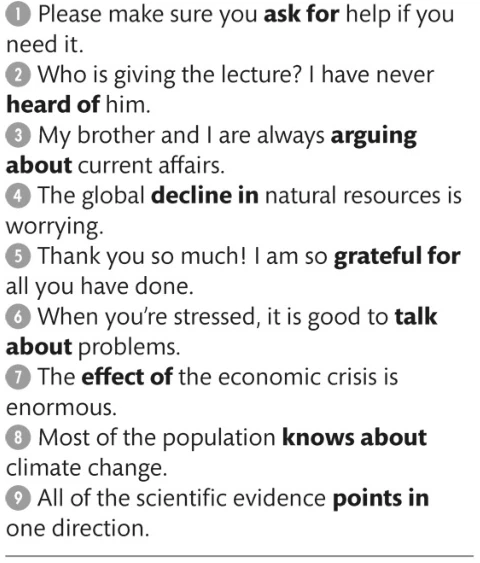 1 Please make sure you ask for help if you
need it.
2 Who is giving the lecture? I have never
heard of him.
3 My brother and I are always arguing
about current affairs.
4 The global decline in natural resources is
worrying.
5 Thank you so much! I am so grateful for
all you have done.
6 When you’re stressed, it is good to talk
about problems.
7 The effect of the economic crisis is
enormous.
8 Most of the population knows about
climate change.
9 All of the scientific evidence points in
one direction.